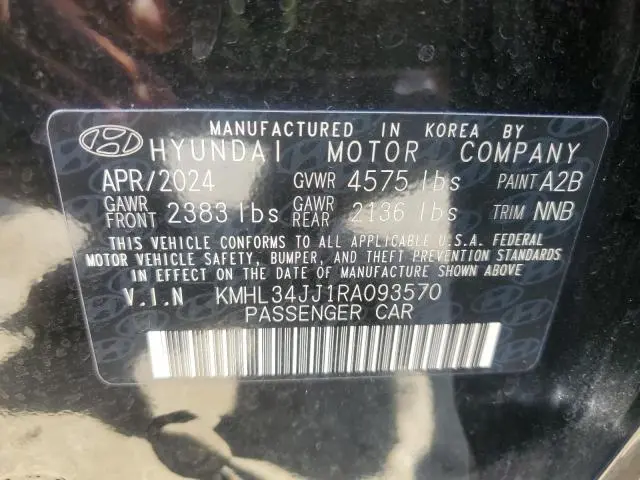 MANUFACTURED IN KOREA BY
HYUNDAI MOTOR COMPANY
APR/2024 GVWR 4575 lbs PAINT A2B
GAWR FRONT 2383 lbs GAWR REAR 2136 lbs TRIM NNB
THIS VEHICLE CONFORMS TO ALL APPLICABLE U.S.A. FEDERAL
MOTOR VEHICLE SAFETY, BUMPER, AND THEFT PREVENTION STANDARDS
IN EFFECT ON THE DATE OF MANUFACTURE SHOWN ABOVE
V.I.N KMHL34JJ1RA093570
PASSENGER CAR